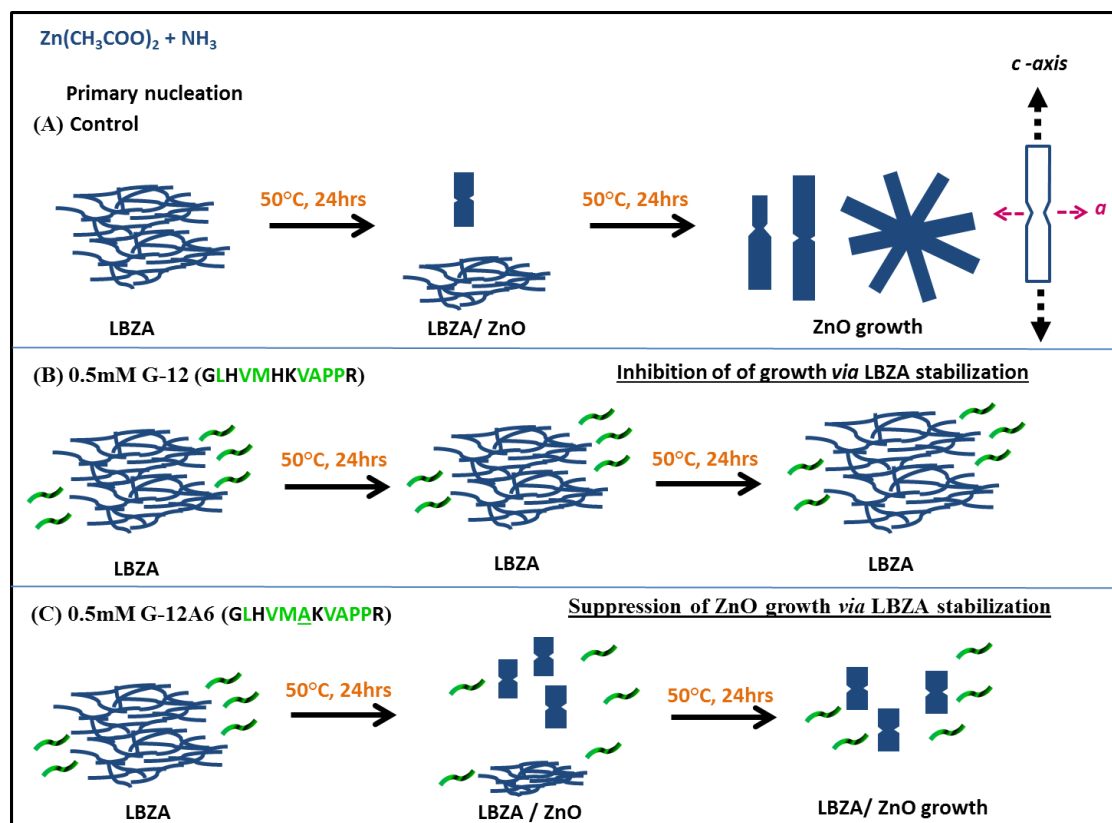 Zn(CH₃COO)₂ + NH₃
Primary nucleation
(A) Control
c -axis
50°C, 24hrs
50°C, 24hrs
a
LBZA
LBZA/ ZnO
ZnO growth
(B) 0.5mM G-12 (GLHVMHKVAPPR)
Inhibition of of growth via LBZA stabilization
50°C, 24hrs
50°C, 24hrs
LBZA
LBZA
LBZA
(C) 0.5mM G-12A6 (GLHVMAKVAPPR)
Suppression of ZnO growth via LBZA stabilization
50°C, 24hrs
50°C, 24hrs
LBZA
LBZA / ZnO
LBZA/ ZnO growth